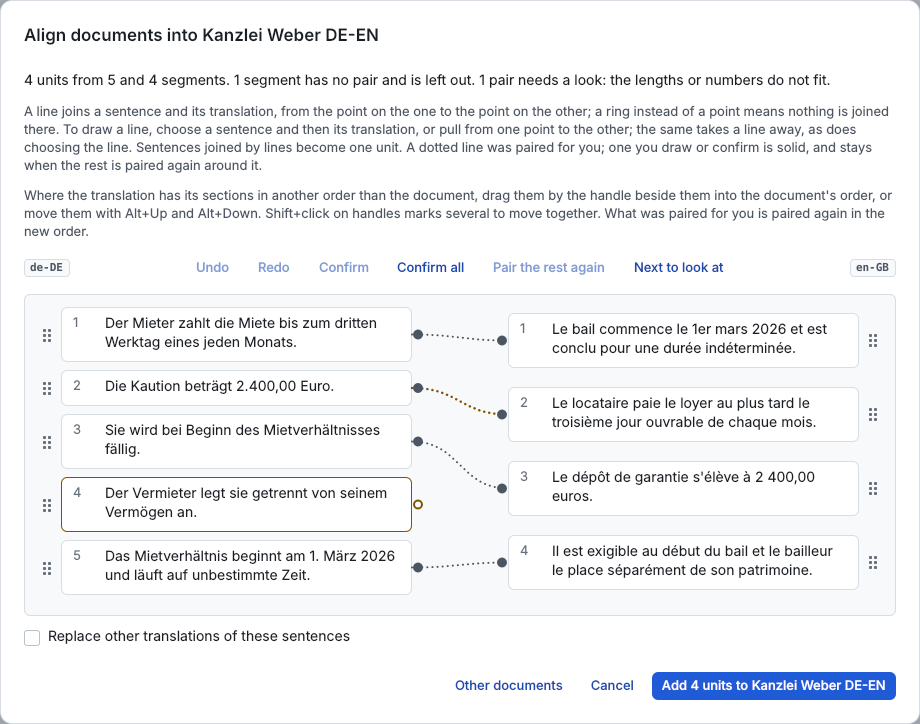 Align documents into Kanzlei Weber DE-EN
4 units from 5 and 4 segments. 1 segment has no pair and is left out. 1 pair needs a look: the lengths or numbers do not fit.
A line joins a sentence and its translation, from the point on the one to the point on the other; a ring instead of a point means nothing is joined
there. To draw a line, choose a sentence and then its translation, or pull from one point to the other; the same takes a line away, as does
choosing the line. Sentences joined by lines become one unit. A dotted line was paired for you; one you draw or confirm is solid, and stays
when the rest is paired again around it.
Where the translation has its sections in another order than the document, drag them by the handle beside them into the document's order, or
move them with Alt+Up and Alt+Down. Shift+click on handles marks several to move together. What was paired for you is paired again in the
new order.
de-DE
Undo
Redo
Confirm
Confirm all
Pair the rest again
Next to look at
en-GB
1
Der Mieter zahlt die Miete bis zum dritten
Werktag eines jeden Monats.
2
Die Kaution beträgt 2.400,00 Euro.
3
Sie wird bei Beginn des Mietverhältnisses
fällig.
4
Der Vermieter legt sie getrennt von seinem
Vermögen an.
5
Das Mietverhältnis beginnt am 1. März 2026
und läuft auf unbestimmte Zeit.
1
Le bail commence le 1er mars 2026 et est
conclu pour une durée indéterminée.
2
Le locataire paie le loyer au plus tard le
troisième jour ouvrable de chaque mois.
3
Le dépôt de garantie s'élève à 2 400,00
euros.
4
Il est exigible au début du bail et le bailleur
le place séparément de son patrimoine.
Replace other translations of these sentences
Other documents
Cancel
Add 4 units to Kanzlei Weber DE-EN